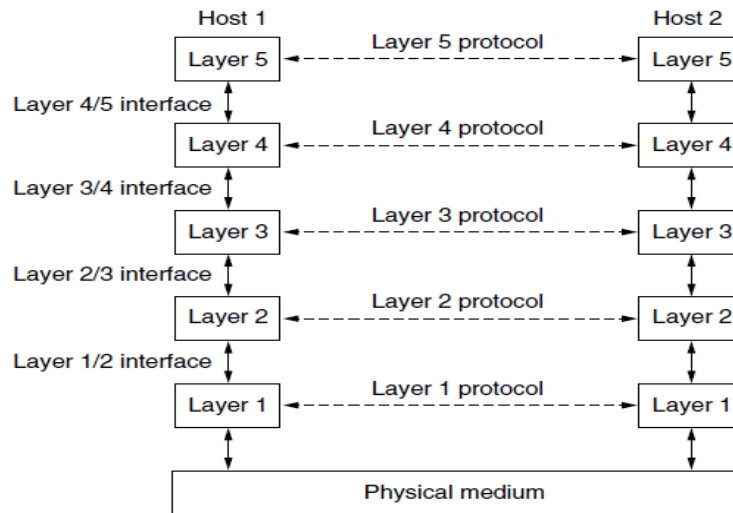 Host 1 Host 2
Layer 5 Layer 5 protocol Layer 5
Layer 4/5 interface
Layer 4 Layer 4 protocol Layer 4
Layer 3/4 interface
Layer 3 Layer 3 protocol Layer 3
Layer 2/3 interface
Layer 2 Layer 2 protocol Layer 2
Layer 1/2 interface
Layer 1 Layer 1 protocol Layer 1
Physical medium